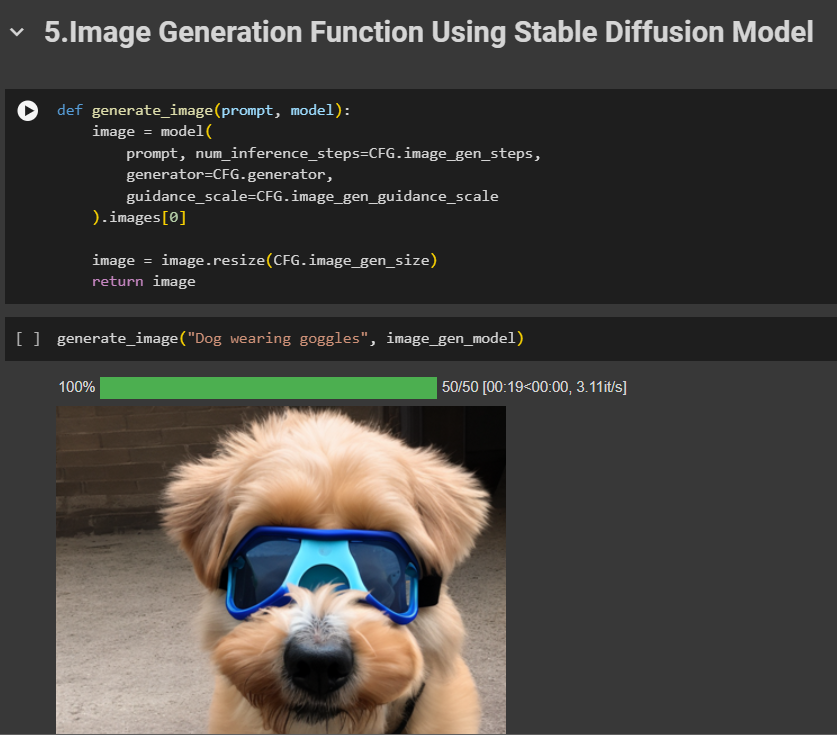 5.Image Generation Function Using Stable Diffusion Model
def generate_image(prompt, model):
    image = model(
        prompt, num_inference_steps=CFG.image_gen_steps,
        generator=CFG.generator,
        guidance_scale=CFG.image_gen_guidance_scale
    ).images[0]
    image = image.resize(CFG.image_gen_size)
    return image
[ ] generate_image("Dog wearing goggles", image_gen_model)
100% 50/50 [00:19<00:00, 3.11it/s]